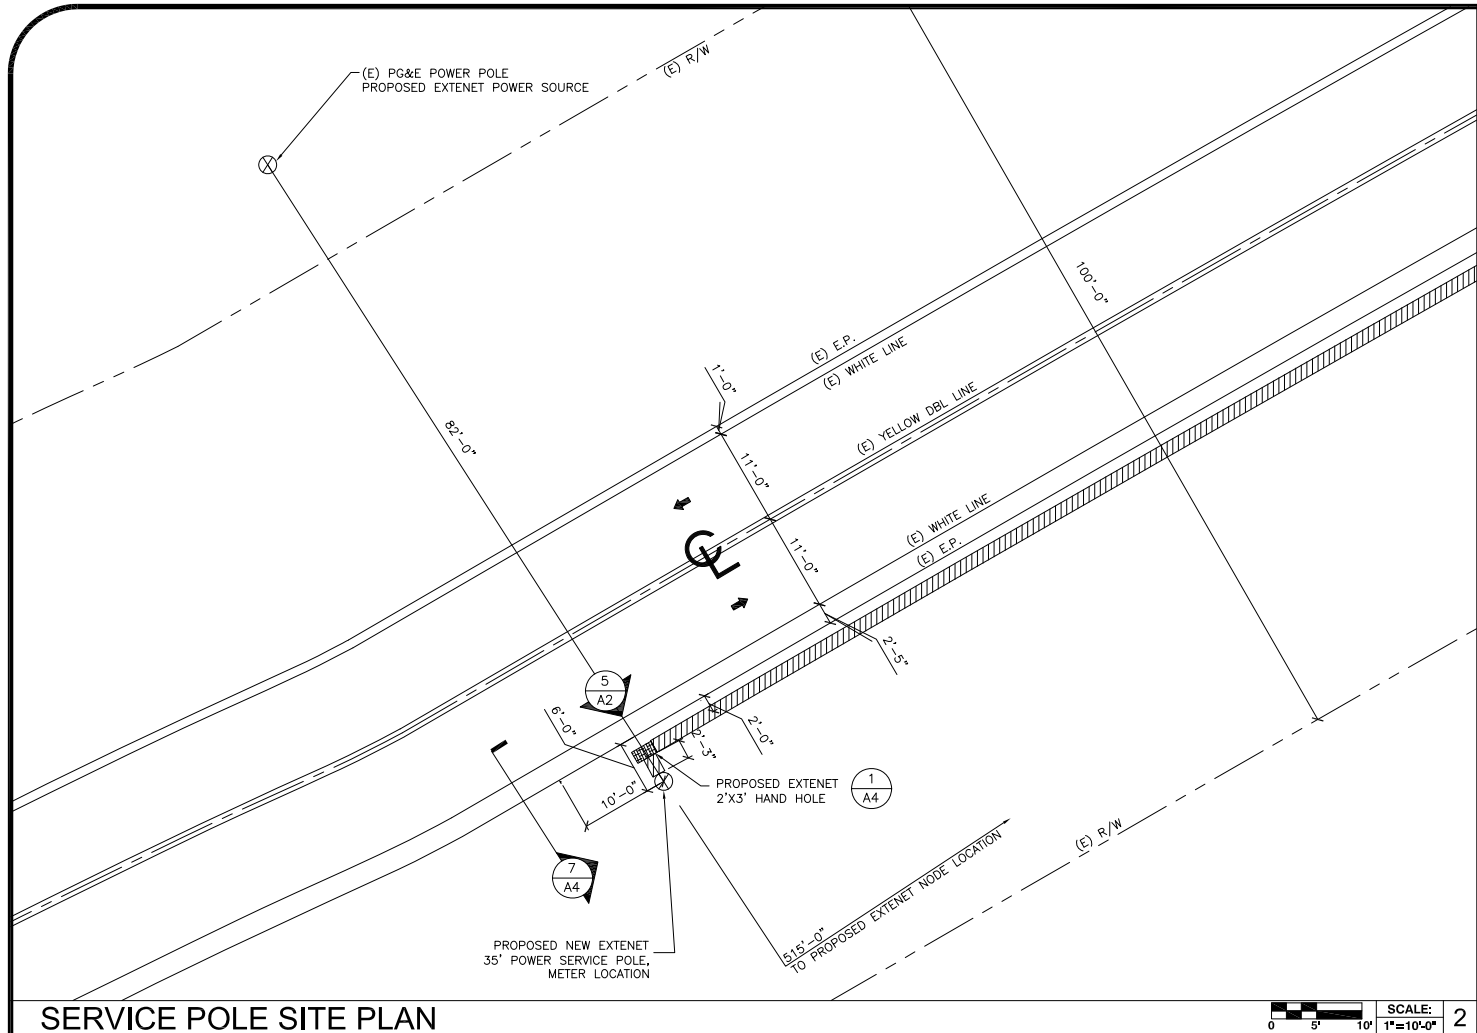 (E) PG&E POWER POLE
PROPOSED EXTENET POWER SOURCE
(E) R/W
100'-0"
82'-0"
1'-0"
(E) E.P.
(E) WHITE LINE
(E) YELLOW DBL LINE
11'-0"
11'-0"
CL
(E) WHITE LINE
(E) E.P.
2'-5"
5
A2
6'-0"
2'-0"
2'-3"
10'-0"
PROPOSED EXTENET
2'X3' HAND HOLE
1
A4
7
A4
515'-0"
TO PROPOSED EXTENET NODE LOCATION
(E) R/W
PROPOSED NEW EXTENET
35' POWER SERVICE POLE,
METER LOCATION
SERVICE POLE SITE PLAN
0 5' 10'
SCALE:
1"=10'-0"
2